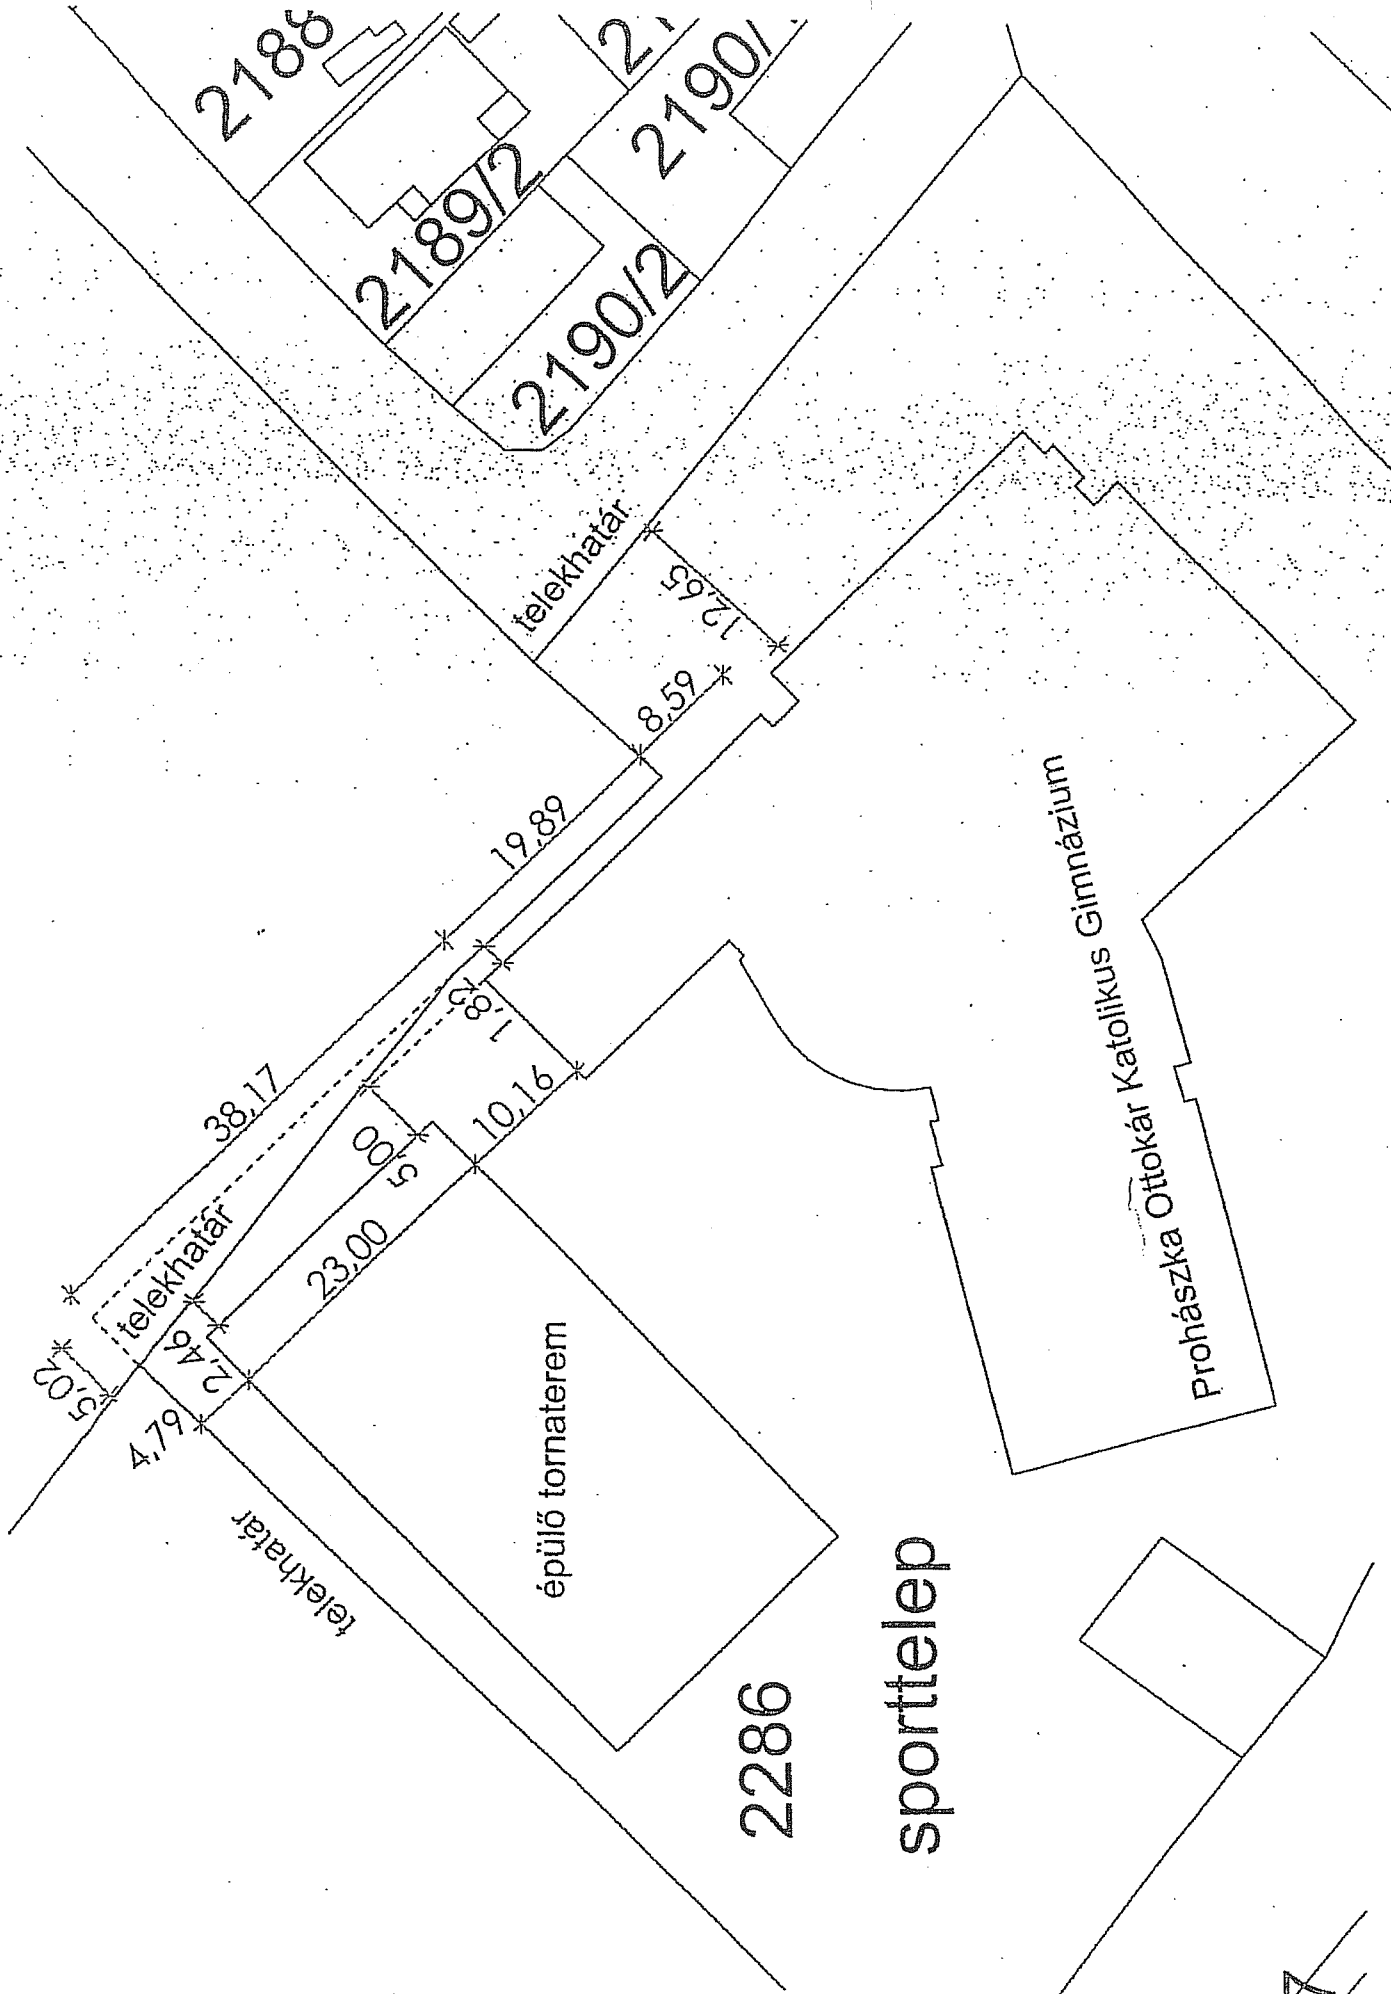 2188
2189/2
2190/2
2190/
21
telekhatár
12,65
8,59
19,89
38,17
1,82
10,16
5,00
23,00
telekhatár
2,46
5,02
4,79
telekhatár
épülő tornaterem
Prohászka Ottokár Katolikus Gimnázium
2286
sporttelep